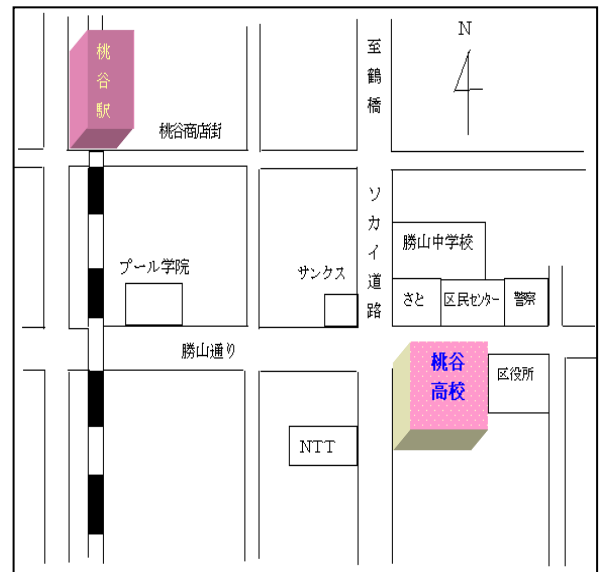 N
至鶴橋
桃谷駅
桃谷商店街
ソカイ道路
勝山中学校
プール学院
サンクス
さと
区民センター
警察
勝山通り
桃谷
高校
区役所
NTT